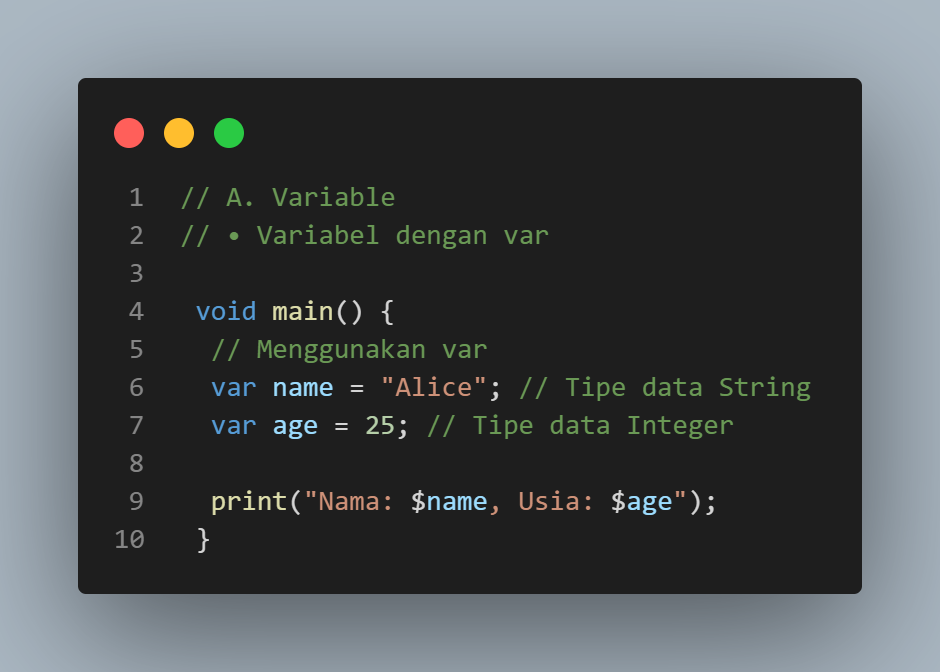 1 // A. Variable
2 // • Variabel dengan var
3
4 void main() {
5 // Menggunakan var
6 var name = "Alice"; // Tipe data String
7 var age = 25; // Tipe data Integer
8
9 print("Nama: $name, Usia: $age");
10 }